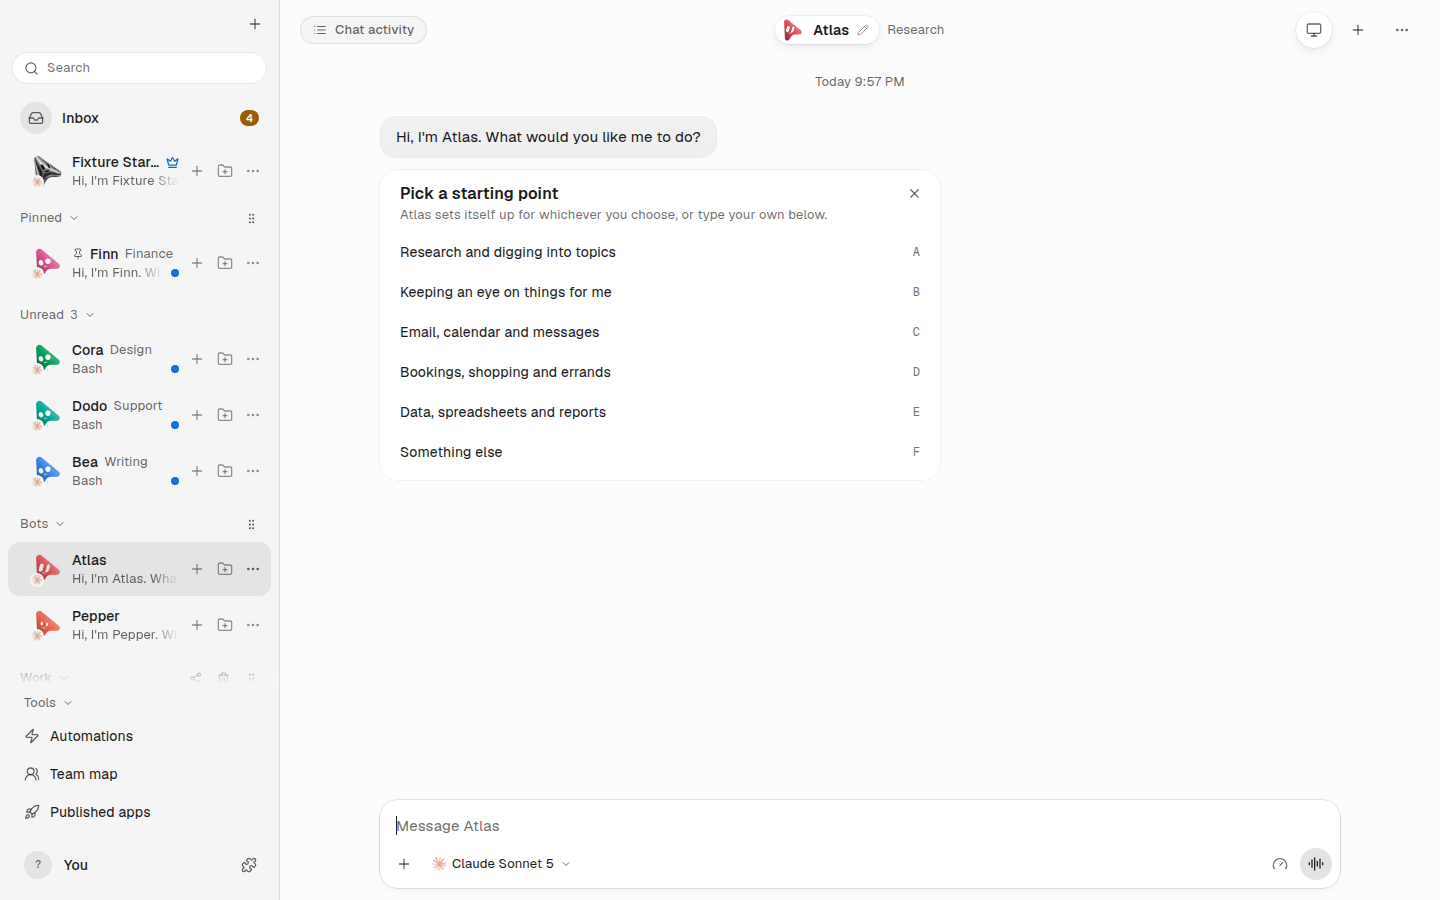 Search
Inbox
4
Fixture Star...
Hi, I'm Fixture Sta
Pinned
Finn Finance
Hi, I'm Finn. Wh
Unread 3
Cora Design
Bash
Dodo Support
Bash
Bea Writing
Bash
Bots
Atlas
Hi, I'm Atlas. Wha
Pepper
Hi, I'm Pepper. Wh
Work
Tools
Automations
Team map
Published apps
? You
Chat activity
Atlas Research
Today 9:57 PM
Hi, I'm Atlas. What would you like me to do?
Pick a starting point
Atlas sets itself up for whichever you choose, or type your own below.
Research and digging into topics A
Keeping an eye on things for me B
Email, calendar and messages C
Bookings, shopping and errands D
Data, spreadsheets and reports E
Something else F
Message Atlas
Claude Sonnet 5